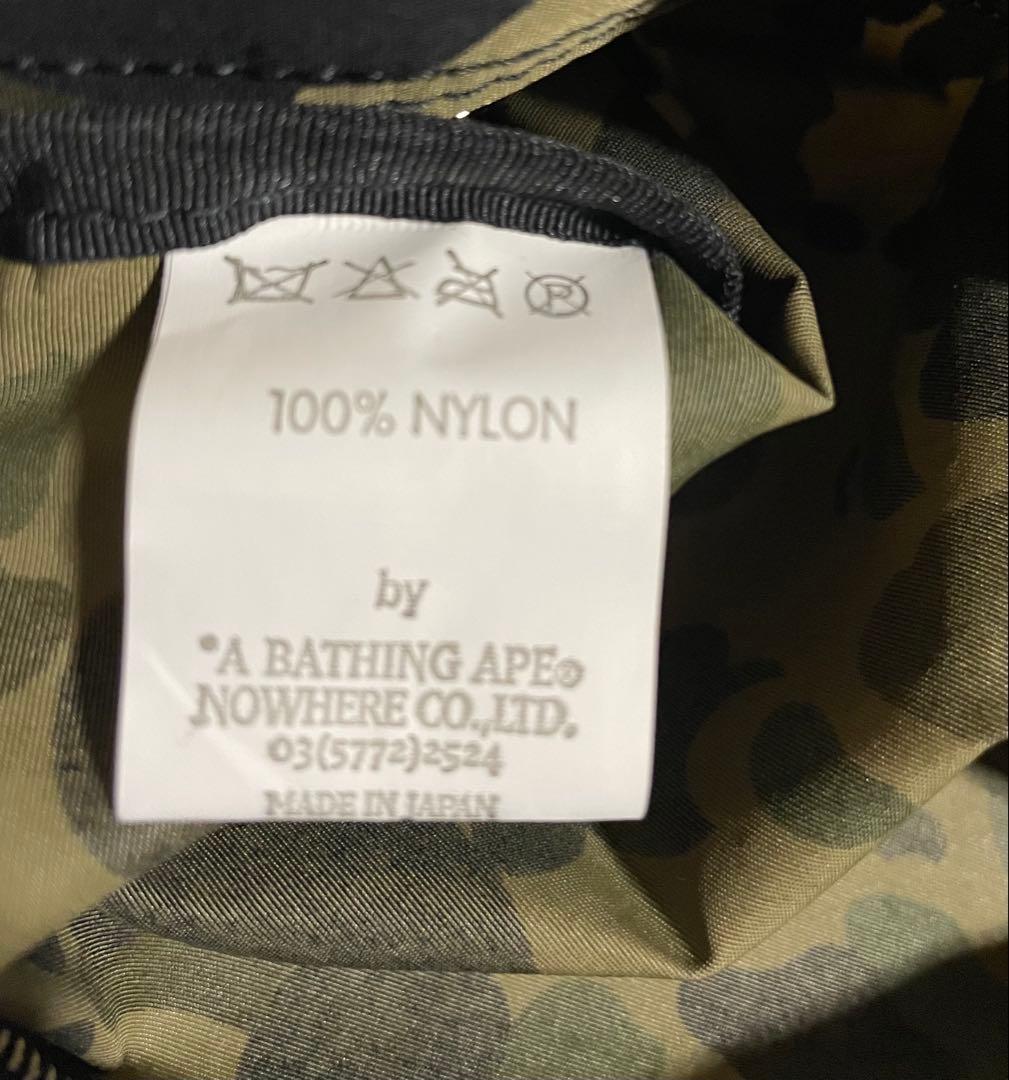 R
100% NYLON
by
*A BATHING APE®
NOWHERE CO.,LTD.
03(5772)2524
MADE IN JAPAN